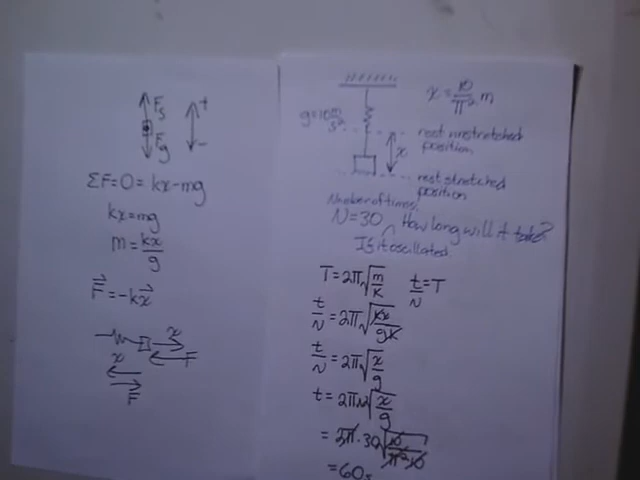 Fs
Fg
+
-
ΣF=0=kx-mg
kx=mg
m=kx/g
F=-kx
x
F
x
F
x=10/π² m
g=10 m/s²
rest unstretched
position
x
rest stretched
position
Number of times
N=30 How long will it take?
Is it oscillated
T=2π√(m/k) t/N=T
t/N=2π√(kx/gk)
t/N=2π√(x/g)
t=2πN√(x/g)
=2π·30√(10/π²10)
=60s